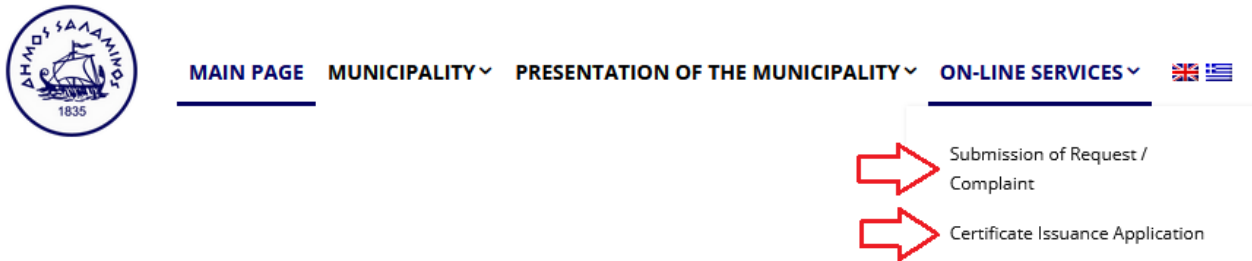 ΔΗΜΟΣ ΣΑΛΑΜΙΝΟΣ
1835
MAIN PAGE MUNICIPALITY PRESENTATION OF THE MUNICIPALITY ON-LINE SERVICES
Submission of Request /
Complaint
Certificate Issuance Application